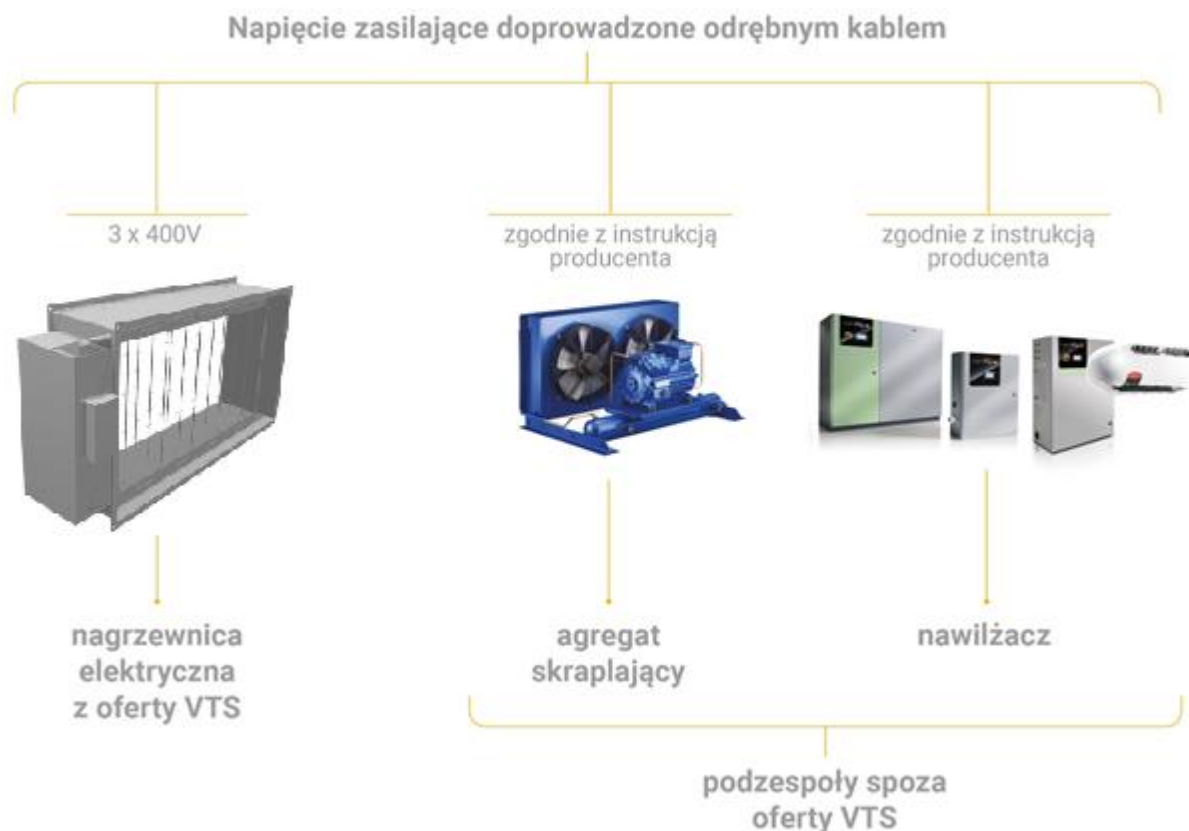 Napięcie zasilające doprowadzone odrębnym kablem
3 x 400V
zgodnie z instrukcją
producenta
zgodnie z instrukcją
producenta
nagrzewnica
elektryczna
z oferty VTS
agregat
skraplający
nawilżacz
podzespoły spoza
oferty VTS